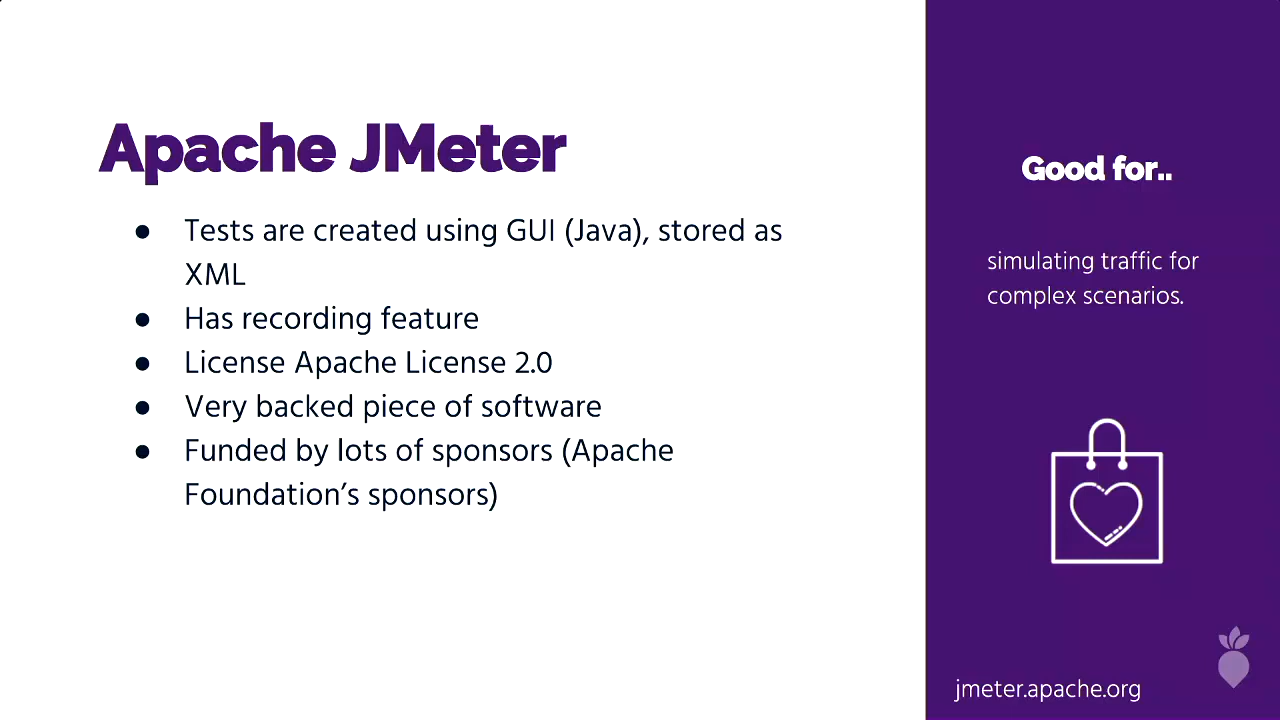 Apache JMeter
● Tests are created using GUI (Java), stored as
XML
● Has recording feature
● License Apache License 2.0
● Very backed piece of software
● Funded by lots of sponsors (Apache
Foundation’s sponsors)
Good for..
simulating traffic for
complex scenarios.
jmeter.apache.org